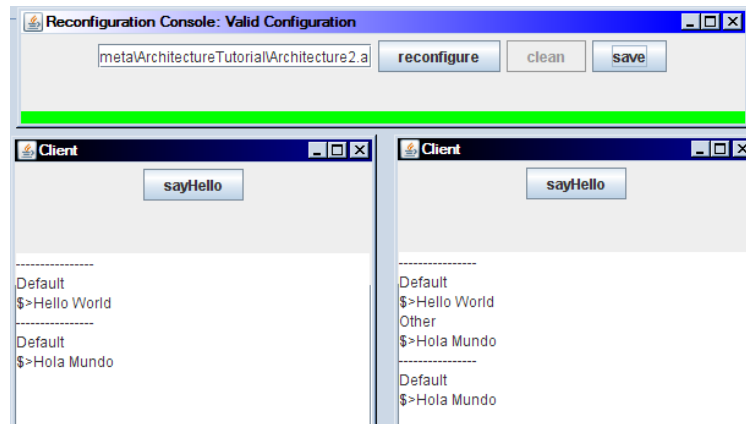 Reconfiguration Console: Valid Configuration
meta\ArchitectureTutorial\Architecture2.a
reconfigure
clean
save
Client
sayHello
----------------
Default
$>Hello World
----------------
Default
$>Hola Mundo
Client
sayHello
----------------
Default
$>Hello World
Other
$>Hola Mundo
----------------
Default
$>Hola Mundo